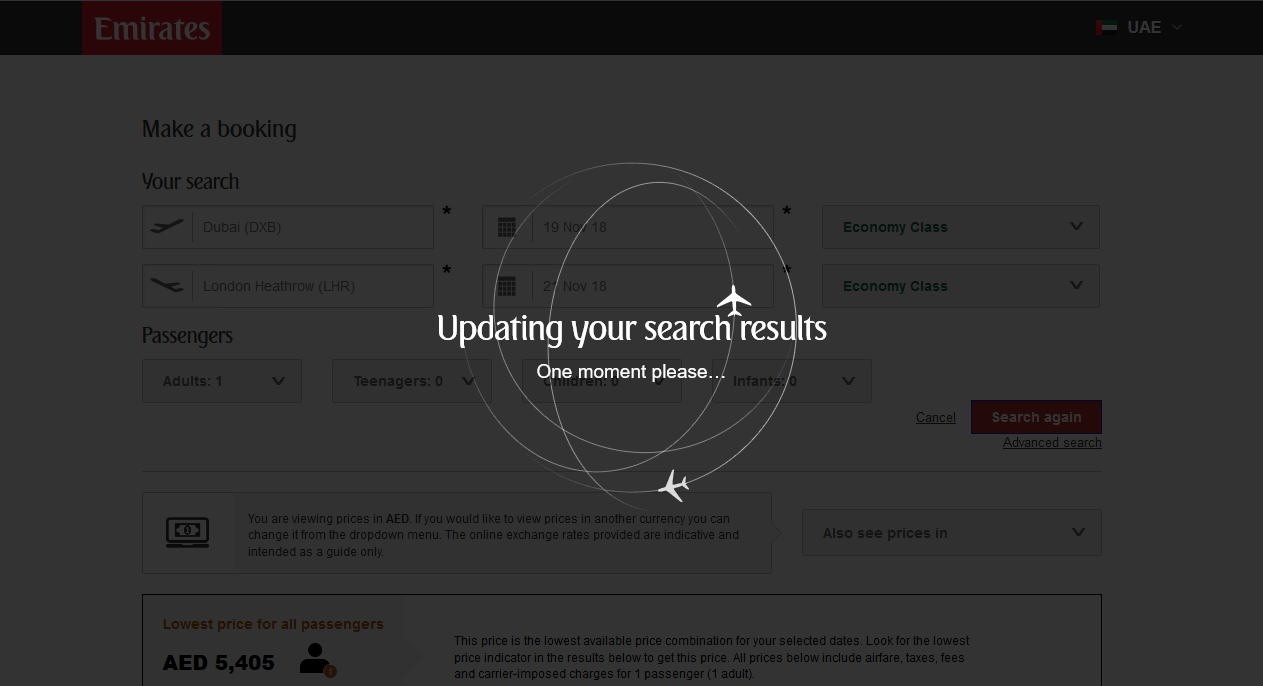 Emirates
UAE
Make a booking
Your search
Dubai (DXB)
*
19 Nov 18
*
Economy Class
London Heathrow (LHR)
*
Nov 18
*
Economy Class
Updating your search results
Passengers
One moment please…
Adults: 1
Teenagers: 0
Children: 0
Infants: 0
Cancel
Search again
Advanced search
You are viewing prices in AED. If you would like to view prices in another currency you can
change it from the dropdown menu. The online exchange rates provided are indicative and
intended as a guide only.
Also see prices in
Lowest price for all passengers
AED 5,405
1
This price is the lowest available price combination for your selected dates. Look for the lowest
price indicator in the results below to get this price. All prices below include airfare, taxes, fees
and carrier-imposed charges for 1 passenger (1 adult).